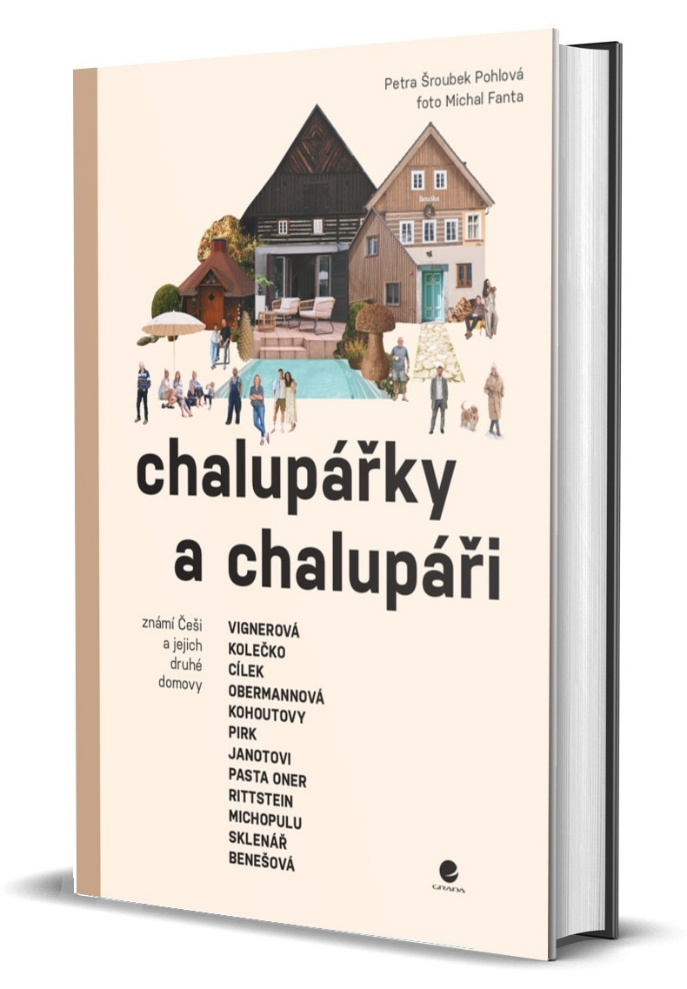 Petra Šroubek Pohlová
foto Michal Fanta
chalupářky
a chalupáři
známí Češi
a jejich
druhé
domovy
VIGNEROVÁ
KOLEČKO
CÍLEK
OBERMANNOVÁ
KOHOUTOVY
PIRK
JANOTOVI
PASTA ONER
RITTSTEIN
MICHOPULU
SKLENÁŘ
BENEŠOVÁ
GRADA